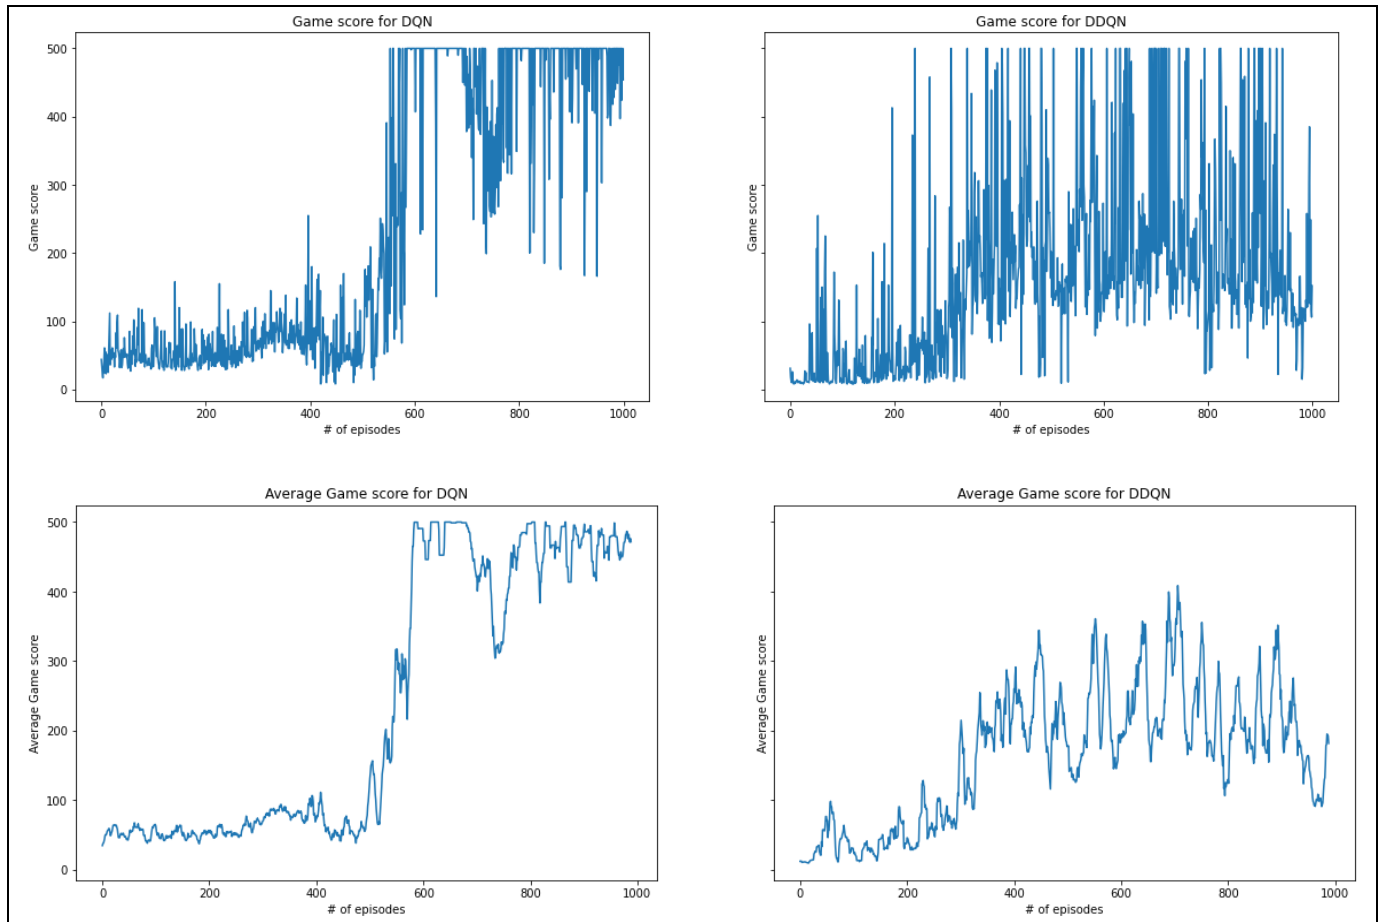 Game score for DQN
Game score for DDQN
500
400
300
200
100
0
Game score
0 200 400 600 800 1000
# of episodes
Game score
0 200 400 600 800 1000
# of episodes
Average Game score for DQN
Average Game score for DDQN
500
400
300
200
100
0
Average Game score
0 200 400 600 800 1000
# of episodes
Average Game score
0 200 400 600 800 1000
# of episodes